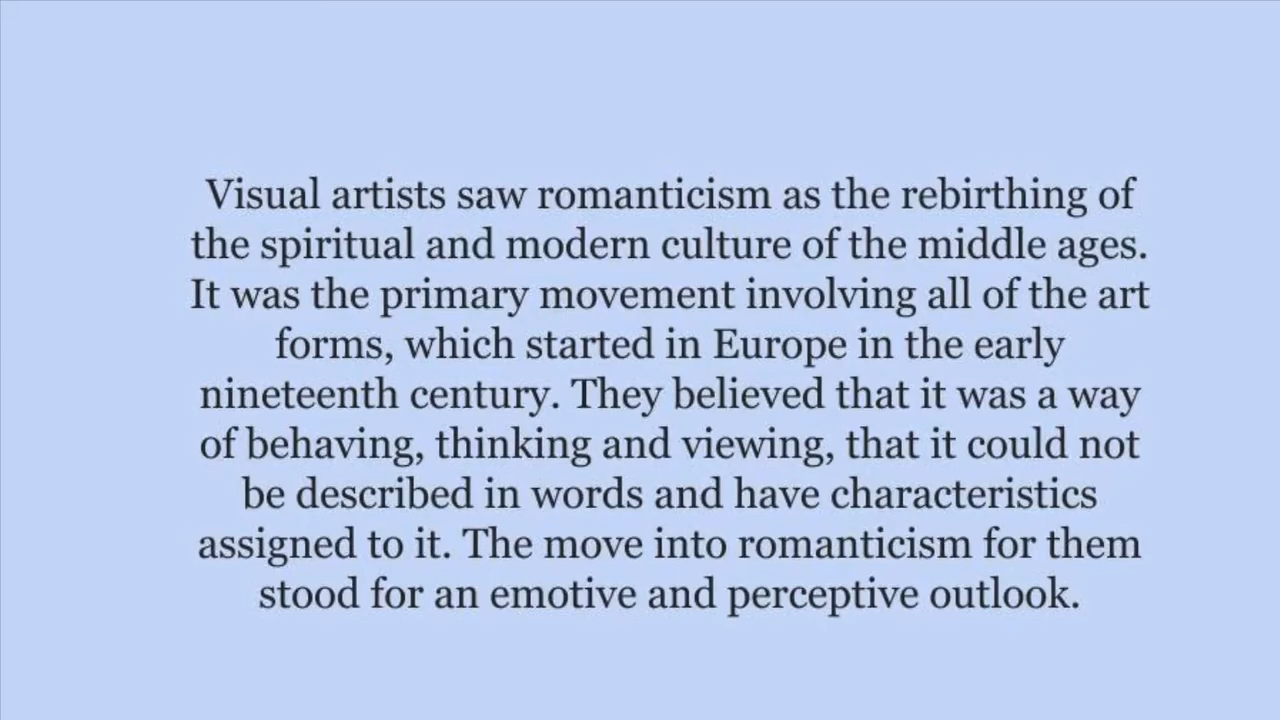 Visual artists saw romanticism as the rebirthing of
the spiritual and modern culture of the middle ages.
It was the primary movement involving all of the art
forms, which started in Europe in the early
nineteenth century. They believed that it was a way
of behaving, thinking and viewing, that it could not
be described in words and have characteristics
assigned to it. The move into romanticism for them
stood for an emotive and perceptive outlook.